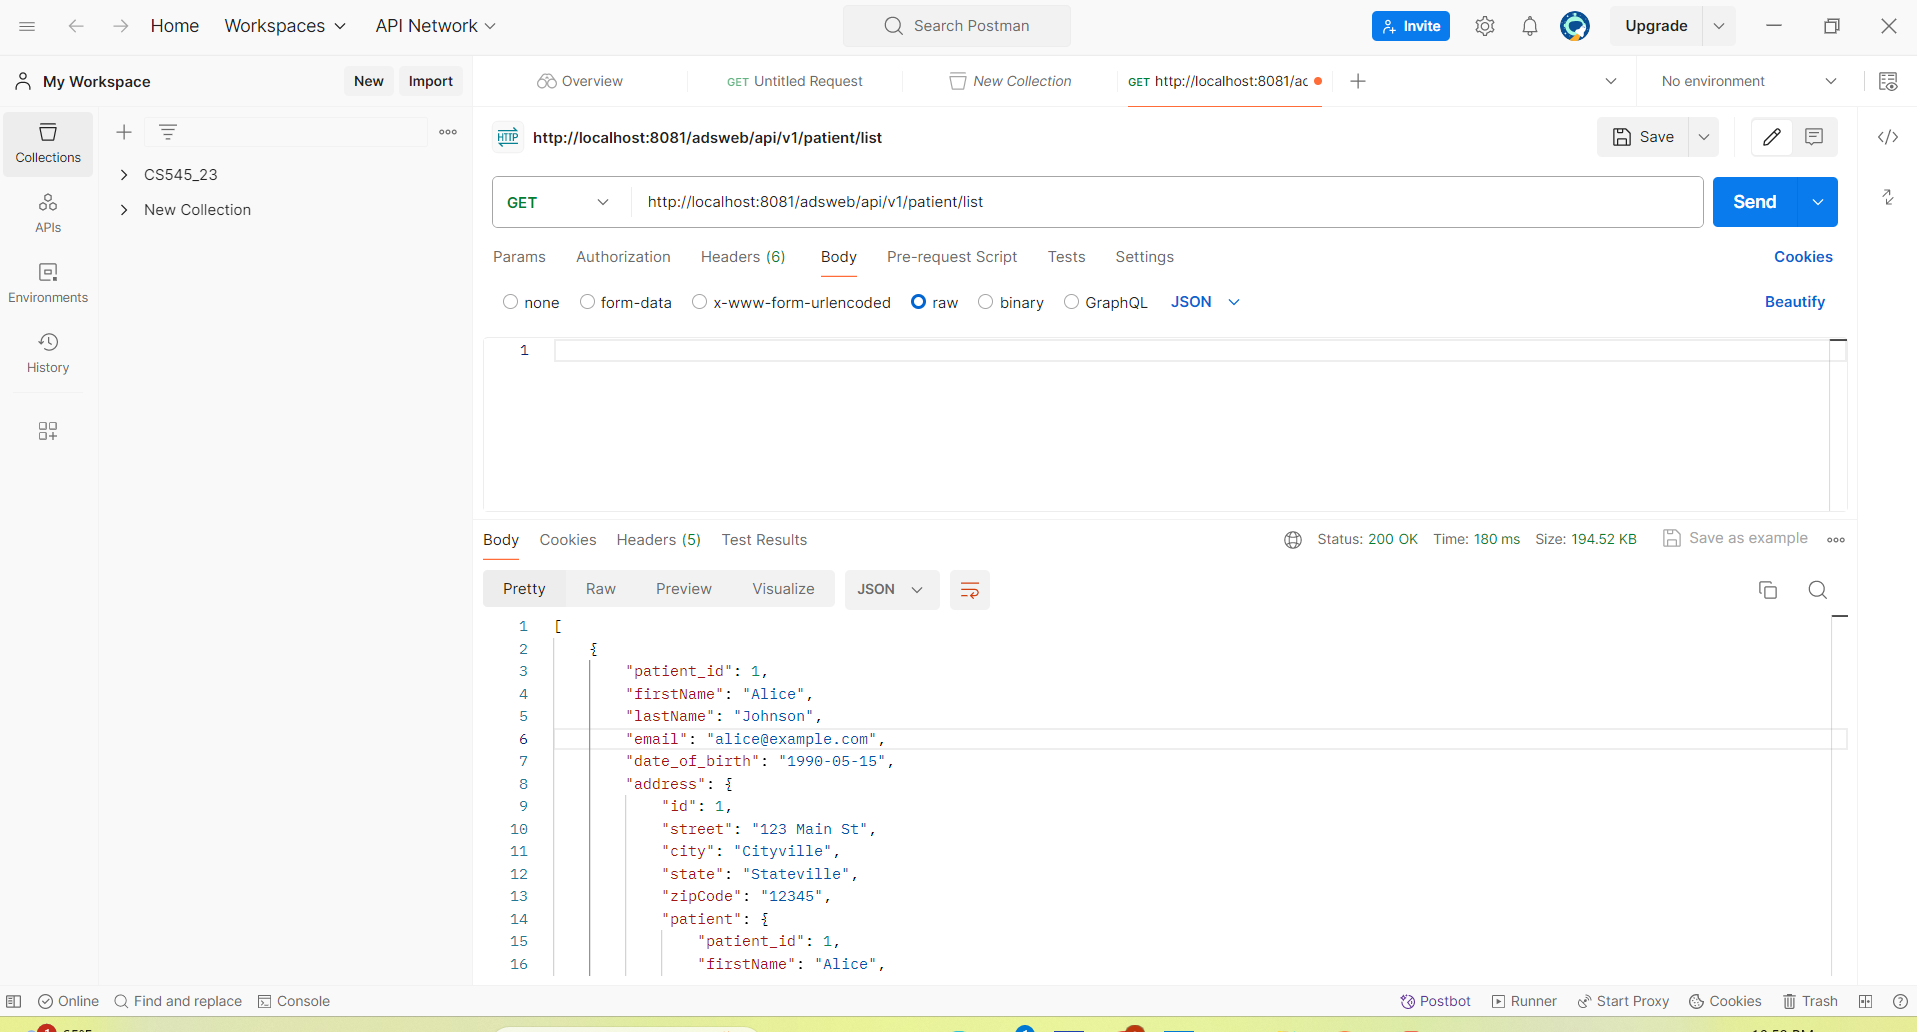 Home Workspaces API Network Search Postman Invite Upgrade
My Workspace New Import Overview GET Untitled Request New Collection GET http://localhost:8081/ac No environment
Collections
CS545_23
New Collection
APIs
Environments
History
HTTP http://localhost:8081/adsweb/api/v1/patient/list Save
GET http://localhost:8081/adsweb/api/v1/patient/list Send
Params Authorization Headers (6) Body Pre-request Script Tests Settings Cookies
none form-data x-www-form-urlencoded raw binary GraphQL JSON Beautify
1
Body Cookies Headers (5) Test Results Status: 200 OK Time: 180 ms Size: 194.52 KB Save as example
Pretty Raw Preview Visualize JSON
1 [
2 {
3 "patient_id": 1,
4 "firstName": "Alice",
5 "lastName": "Johnson",
6 "email": "alice@example.com",
7 "date_of_birth": "1990-05-15",
8 "address": {
9 "id": 1,
10 "street": "123 Main St",
11 "city": "Cityville",
12 "state": "Stateville",
13 "zipCode": "12345",
14 "patient": {
15 "patient_id": 1,
16 "firstName": "Alice",
Online Find and replace Console Postbot Runner Start Proxy Cookies Trash